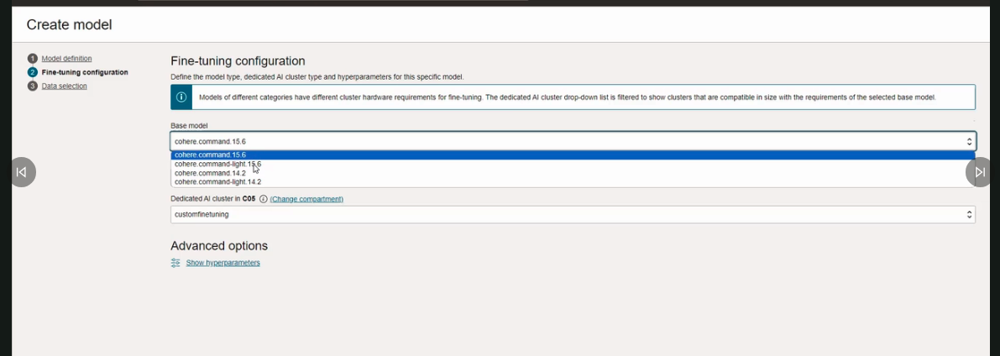 Create model
1 Model definition
2 Fine-tuning configuration
3 Data selection
Fine-tuning configuration
Define the model type, dedicated AI cluster type and hyperparameters for this specific model.
Models of different categories have different cluster hardware requirements for fine-tuning. The dedicated AI cluster drop-down list is filtered to show clusters that are compatible in size with the requirements of the selected base model.
Base model
cohere.command.15.6
cohere.command.15.6
cohere.command-light.15.6
cohere.command.14.2
cohere.command-light.14.2
Dedicated AI cluster in C05 (Change compartment)
customfinetuning
Advanced options
Show hyperparameters